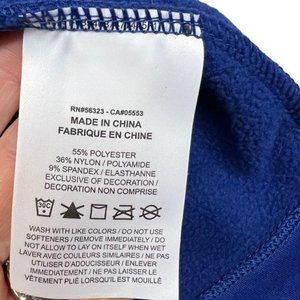 RN#56323 - CA#05553
MADE IN CHINA
FABRIQUE EN CHINE
55% POLYESTER
36% NYLON / POLYAMIDE
9% SPANDEX / ELASTHANNE
EXCLUSIVE OF DECORATION /
DECORATION NON COMPRISE
30C
WASH WITH LIKE COLORS / DO NOT USE
SOFTENERS / REMOVE IMMEDIATELY / DO
NOT ALLOW TO LAY ON ITSELF WHEN WET
LAVER AVEC COULEURS SIMILAIRES / NE PAS
UTILISER D'ADOUCISSEUR / ENLEVER
IMMÉDIATEMENT / NE PAS LAISSER LE
VÊTEMENT PLIÉ LORSQU'IL EST HUMIDE